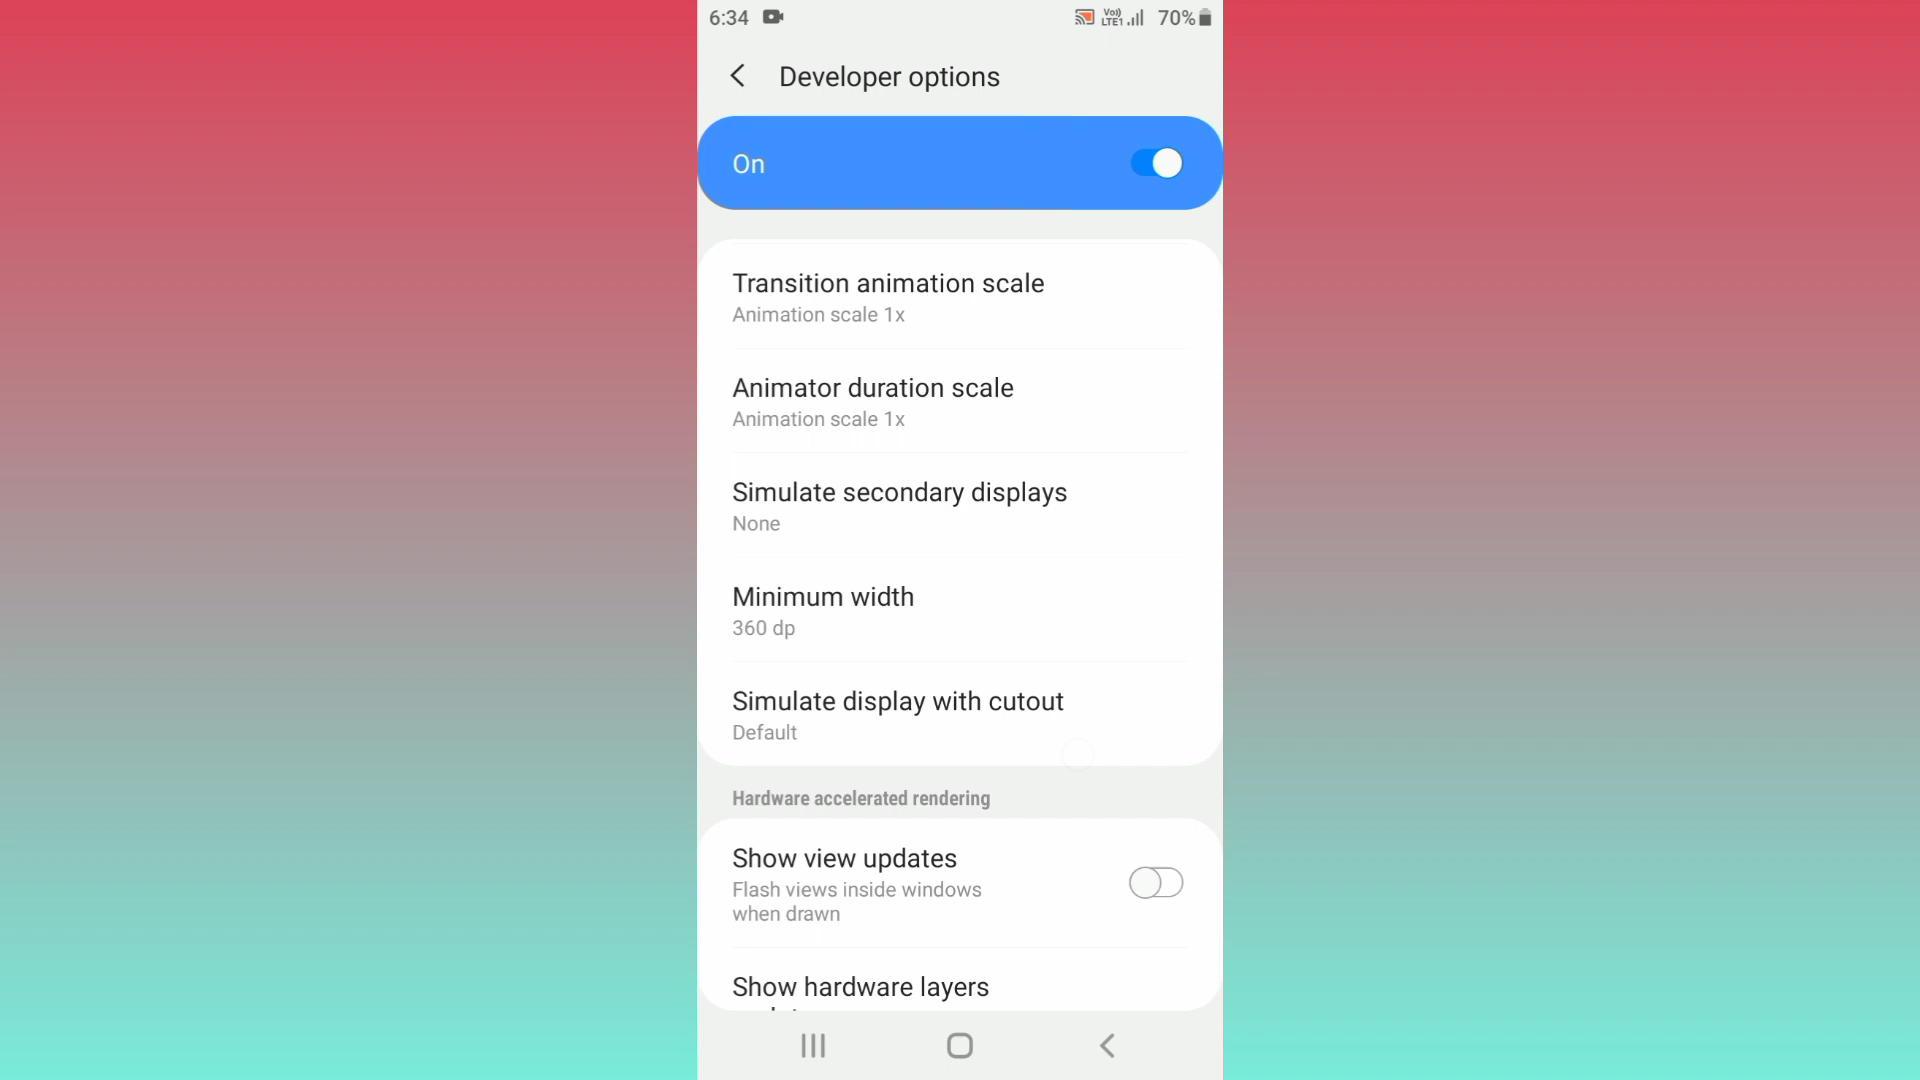 6:34
Vo))
LTE1
70%
Developer options
On
Transition animation scale
Animation scale 1x
Animator duration scale
Animation scale 1x
Simulate secondary displays
None
Minimum width
360 dp
Simulate display with cutout
Default
Hardware accelerated rendering
Show view updates
Flash views inside windows
when drawn
Show hardware layers